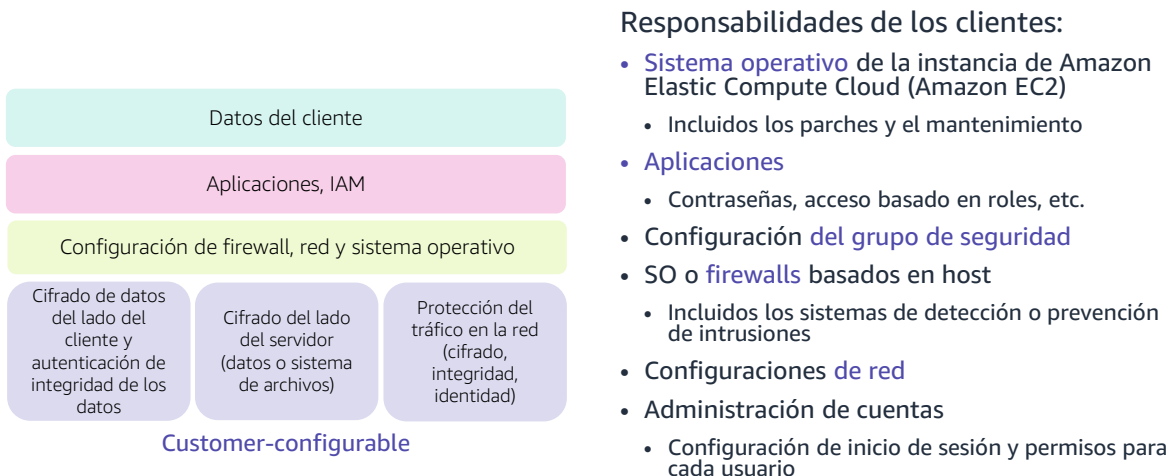 Datos del cliente
Aplicaciones, IAM
Configuración de firewall, red y sistema operativo
Cifrado de datos
del lado del
cliente y
autenticación de
integridad de los
datos
Cifrado del lado
del servidor
(datos o sistema
de archivos)
Protección del
tráfico en la red
(cifrado,
integridad,
identidad)
Customer-configurable
Responsabilidades de los clientes:
• Sistema operativo de la instancia de Amazon
Elastic Compute Cloud (Amazon EC2)
• Incluidos los parches y el mantenimiento
• Aplicaciones
• Contraseñas, acceso basado en roles, etc.
• Configuración del grupo de seguridad
• SO o firewalls basados en host
• Incluidos los sistemas de detección o prevención
de intrusiones
• Configuraciones de red
• Administración de cuentas
• Configuración de inicio de sesión y permisos para
cada usuario